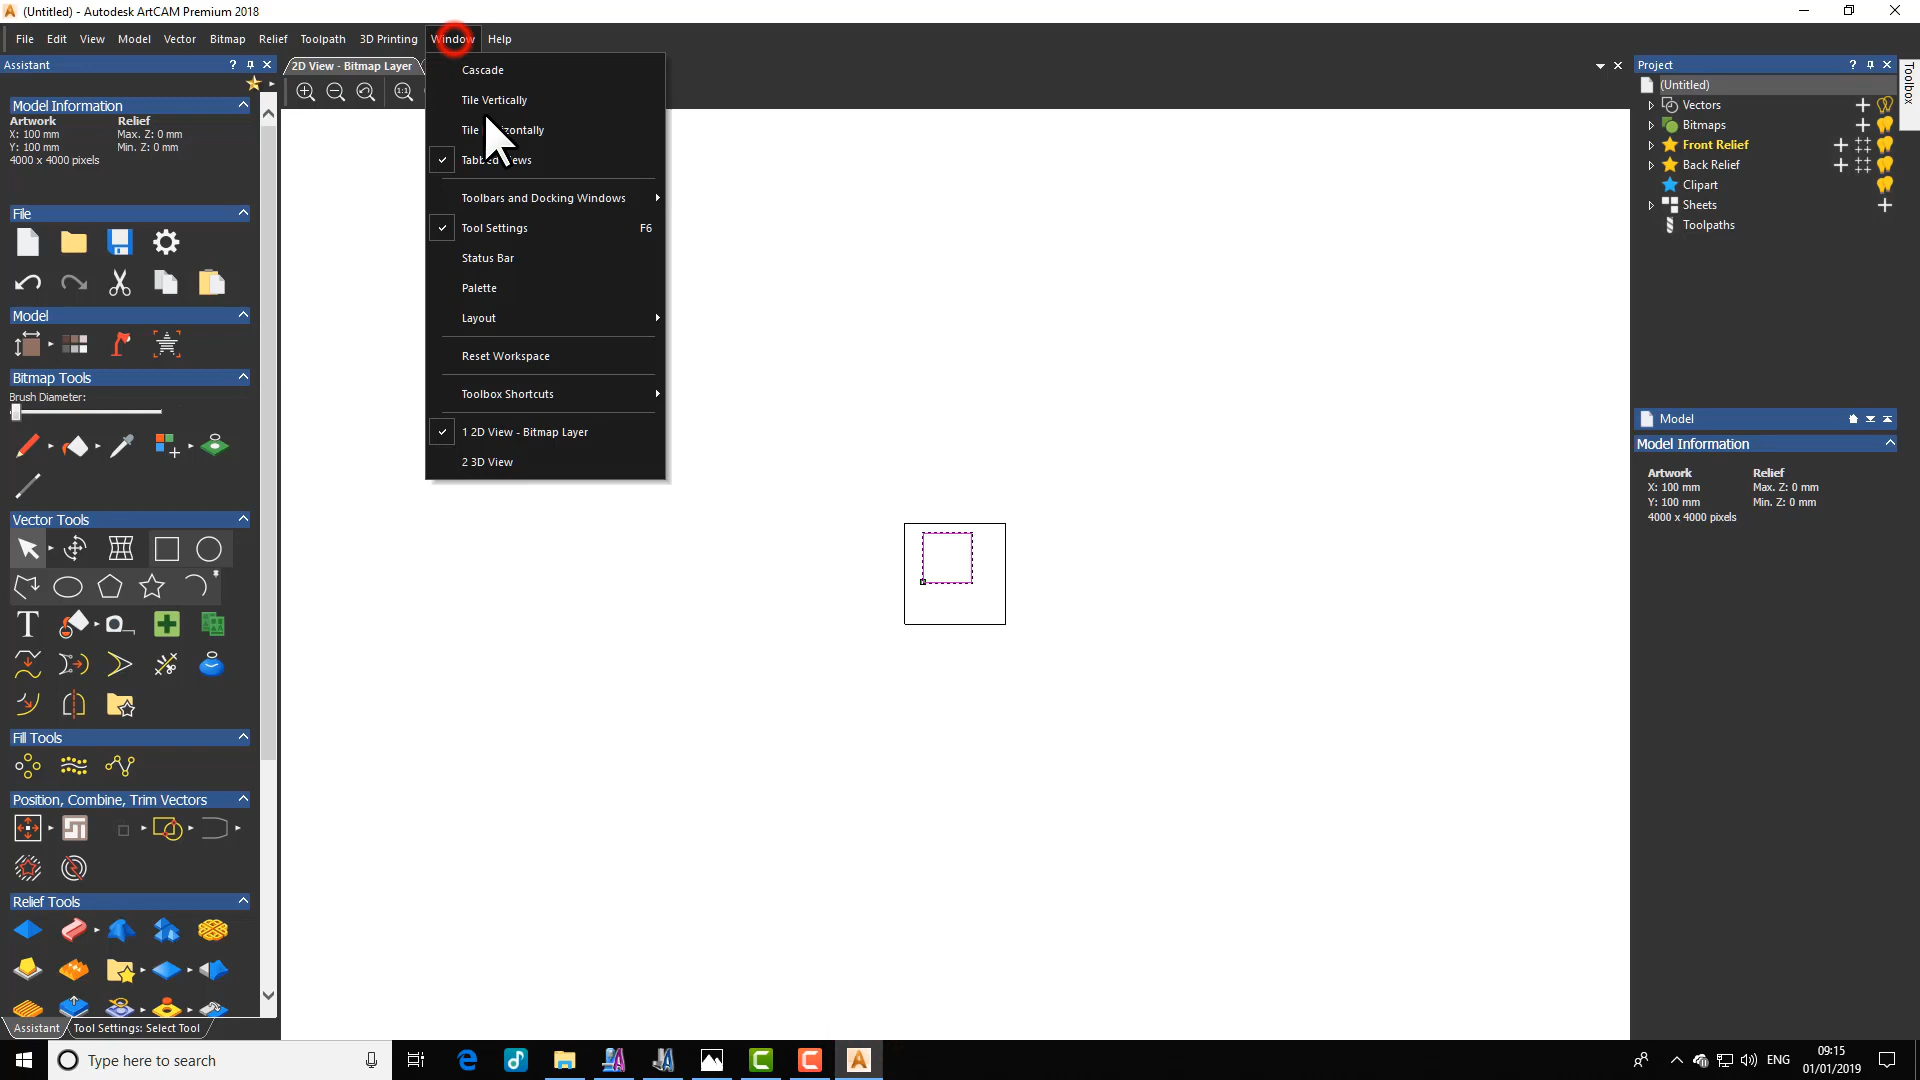 (Untitled) - Autodesk ArtCAM Premium 2018
File Edit View Model Vector Bitmap Relief Toolpath 3D Printing Window Help
Assistant ?
2D View - Bitmap Layer
Model Information
Artwork Relief
X: 100 mm Max. Z: 0 mm
Y: 100 mm Min. Z: 0 mm
4000 x 4000 pixels
File
Model
Bitmap Tools
Brush Diameter:
Vector Tools
Fill Tools
Position, Combine, Trim Vectors
Relief Tools
Assistant Tool Settings: Select Tool
1:1
Cascade
Tile Vertically
Tile
Toolbars and Docking Windows
Tool Settings F6
Status Bar
Palette
Layout
Reset Workspace
Toolbox Shortcuts
1 2D View - Bitmap Layer
2 3D View
Project ?
Toolbox
(Untitled)
Vectors
Bitmaps
Front Relief
Back Relief
Clipart
Sheets
Toolpaths
Model
Model Information
Artwork Relief
X: 100 mm Max. Z: 0 mm
Y: 100 mm Min. Z: 0 mm
4000 x 4000 pixels
Type here to search
ENG
09:15
01/01/2019